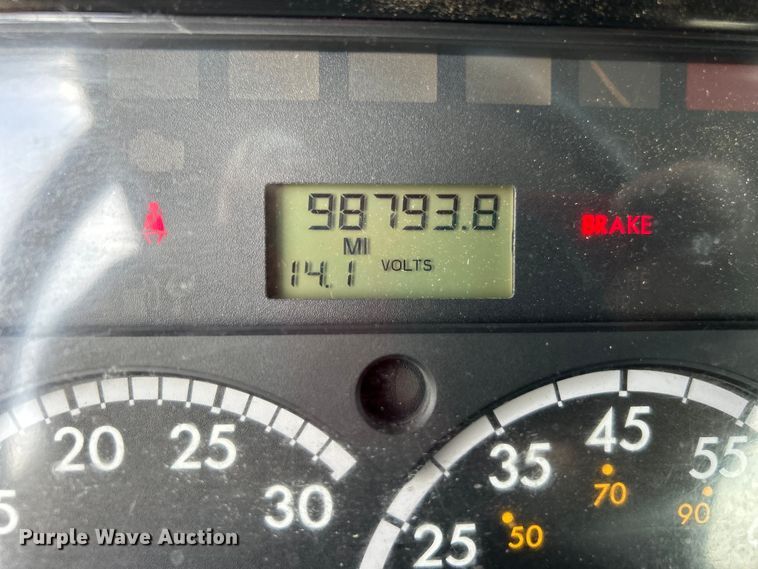 98793.8
MI
14.1 VOLTS
BRAKE
20 25 30
25 35 45 55
50 70 90
Purple Wave Auction